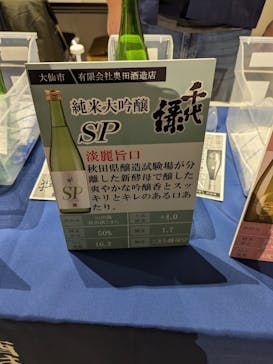 大仙市 有限会社奥田酒造店
純米大吟醸
千代緑
SP
淡麗旨口
秋田県醸造試験場が分
離した新酵母で醸した
爽やかな吟醸香とスッ
キリとキレのある口あ
たり。
+4.0
50%
1.7
16.3
SP